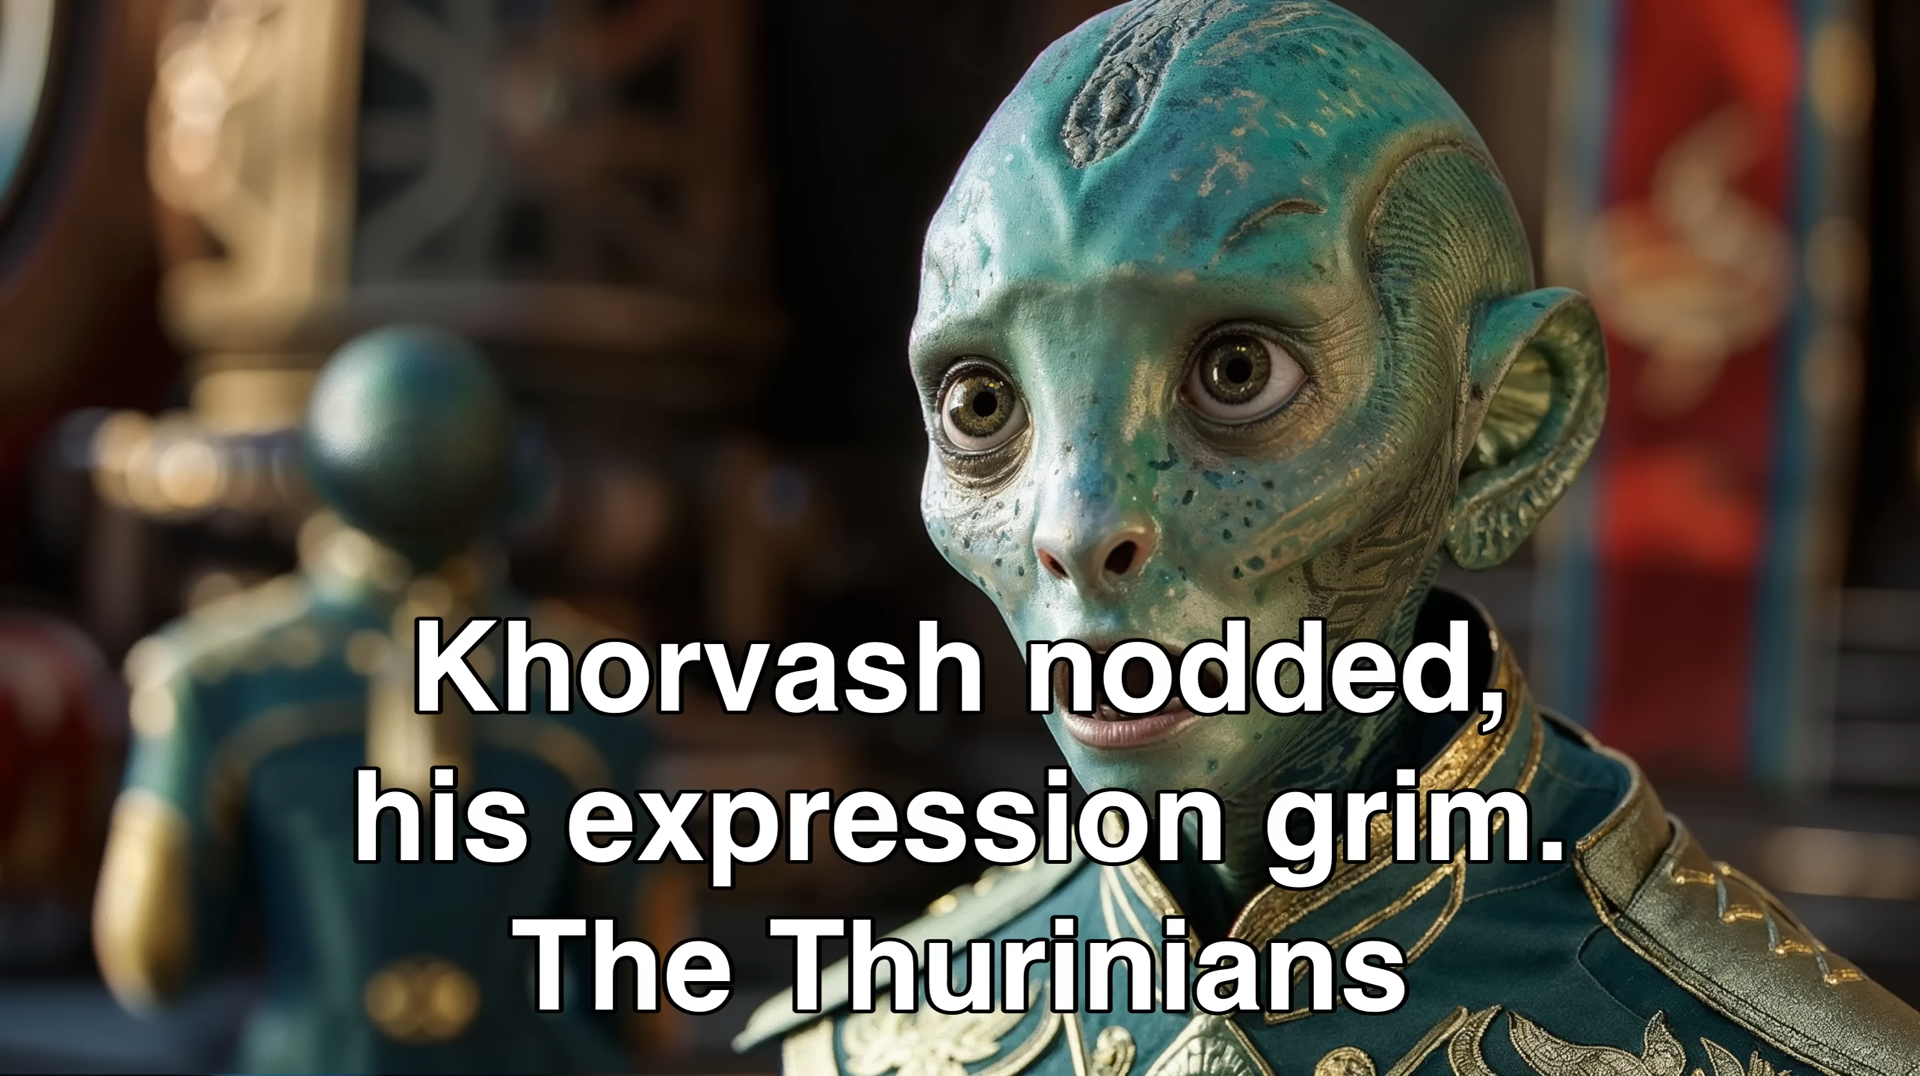 Khorvash nodded,
his expression grim.
The Thurinians